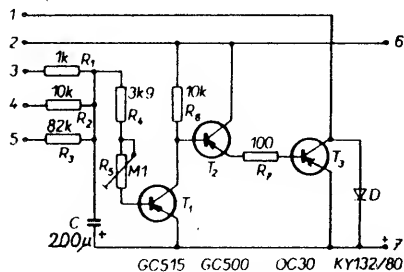 1
2 6
3 1k R₁
4 10k R₂
5 82k R₃
3k9 R₄
10k R₆
R₅ M1
T₁
T₂
100 R₇
T₃
D
C 200μ +
+ 7
GC515 GC500 OC30 KY132/80